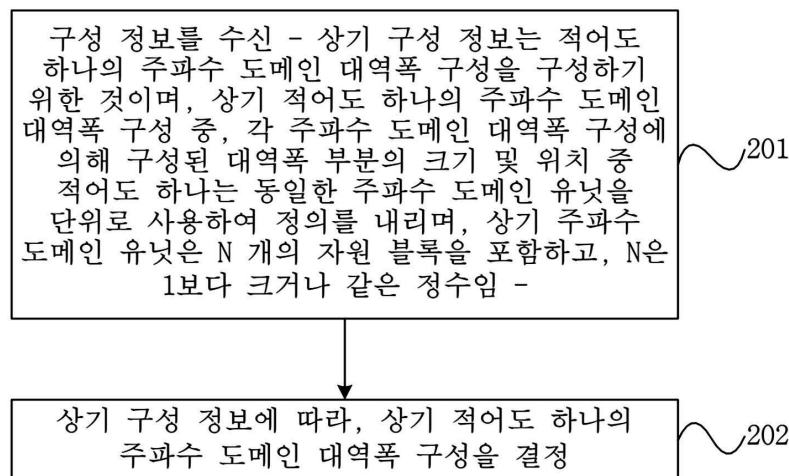 구성 정보를 수신 - 상기 구성 정보는 적어도
하나의 주파수 도메인 대역폭 구성을 구성하기
위한 것이며, 상기 적어도 하나의 주파수 도메인
대역폭 구성 중, 각 주파수 도메인 대역폭 구성에
의해 구성된 대역폭 부분의 크기 및 위치 중
적어도 하나는 동일한 주파수 도메인 유닛을
단위로 사용하여 정의를 내리며, 상기 주파수
도메인 유닛은 N 개의 자원 블록을 포함하고, N은
1보다 크거나 같은 정수임 -
201
상기 구성 정보에 따라, 상기 적어도 하나의
주파수 도메인 대역폭 구성을 결정
202